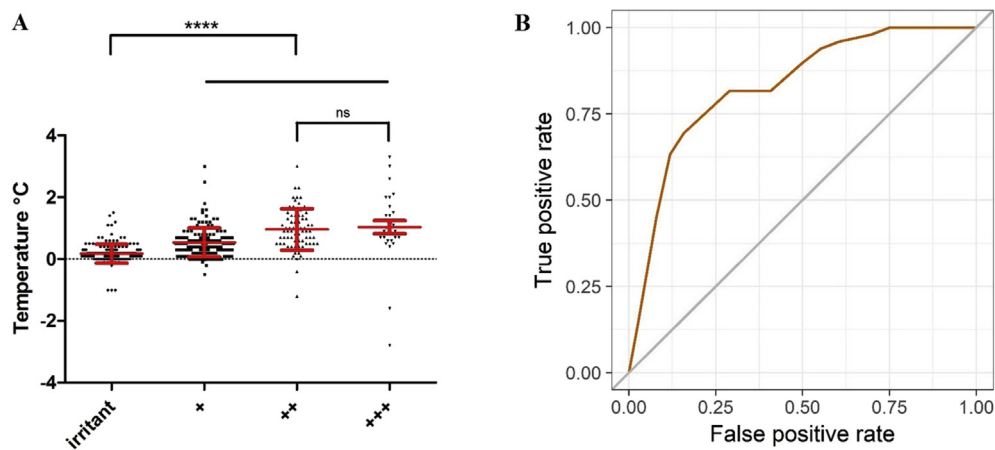 A
****
ns
Temperature °C
4
2
0
-2
-4
irritant
+
++
+++
B
True positive rate
1.00
0.75
0.50
0.25
0.00
0.00 0.25 0.50 0.75 1.00
False positive rate